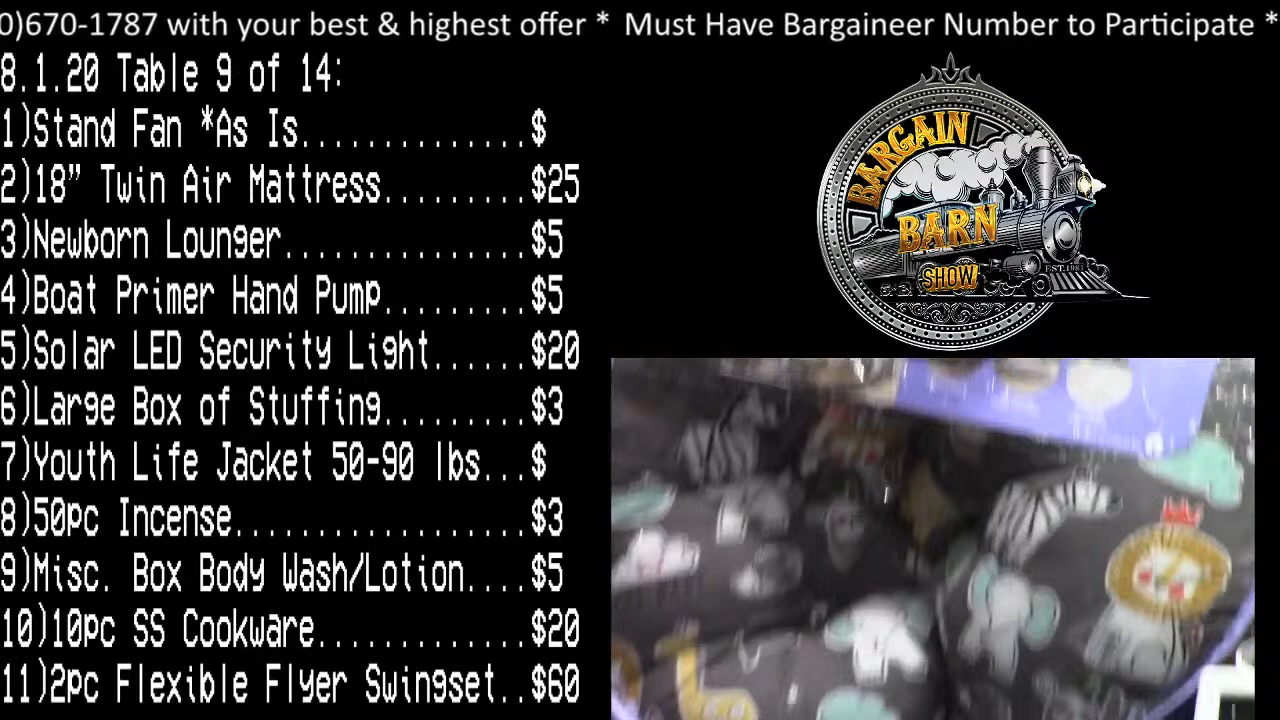 0)670-1787 with your best & highest offer * Must Have Bargaineer Number to Participate *
8.1.20 Table 9 of 14:
1)Stand Fan *As Is..............$
2)18” Twin Air Mattress.........$25
3)Newborn Lounger...............$5
4)Boat Primer Hand Pump.........$5
5)Solar LED Security Light......$20
6)Large Box of Stuffing.........$3
7)Youth Life Jacket 50-90 lbs...$
8)50pc Incense..................$3
9)Misc. Box Body Wash/Lotion....$5
10)10pc SS Cookware.............$20
11)2pc Flexible Flyer Swingset..$60
BARGAIN
BARN
SHOW